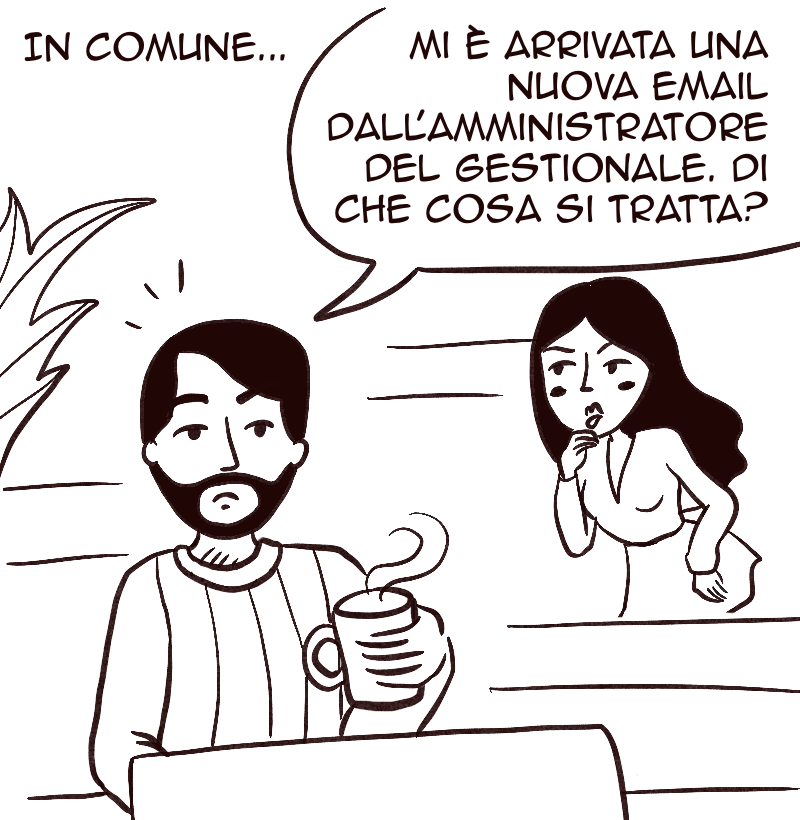 IN COMUNE...
MI È ARRIVATA UNA
NUOVA EMAIL
DALL'AMMINISTRATORE
DEL GESTIONALE. DI
CHE COSA SI TRATTA?